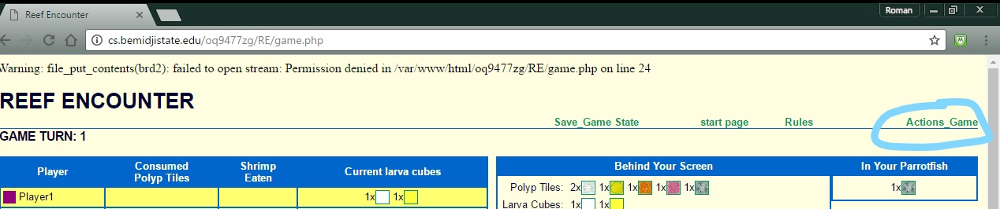 Reef Encounter
Roman
cs.bemidjistate.edu/oq9477zg/RE/game.php
Warning: file_put_contents(brd2): failed to open stream: Permission denied in /var/www/html/oq9477zg/RE/game.php on line 24
REEF ENCOUNTER
Save_Game State start page Rules Actions_Game
GAME TURN: 1
Player Consumed Polyp Tiles Shrimp Eaten Current larva cubes
Player1 1x 1x
Behind Your Screen In Your Parrotfish
Polyp Tiles: 2x 1x 1x 1x 1x 1x
Larva Cubes: 1x 1x